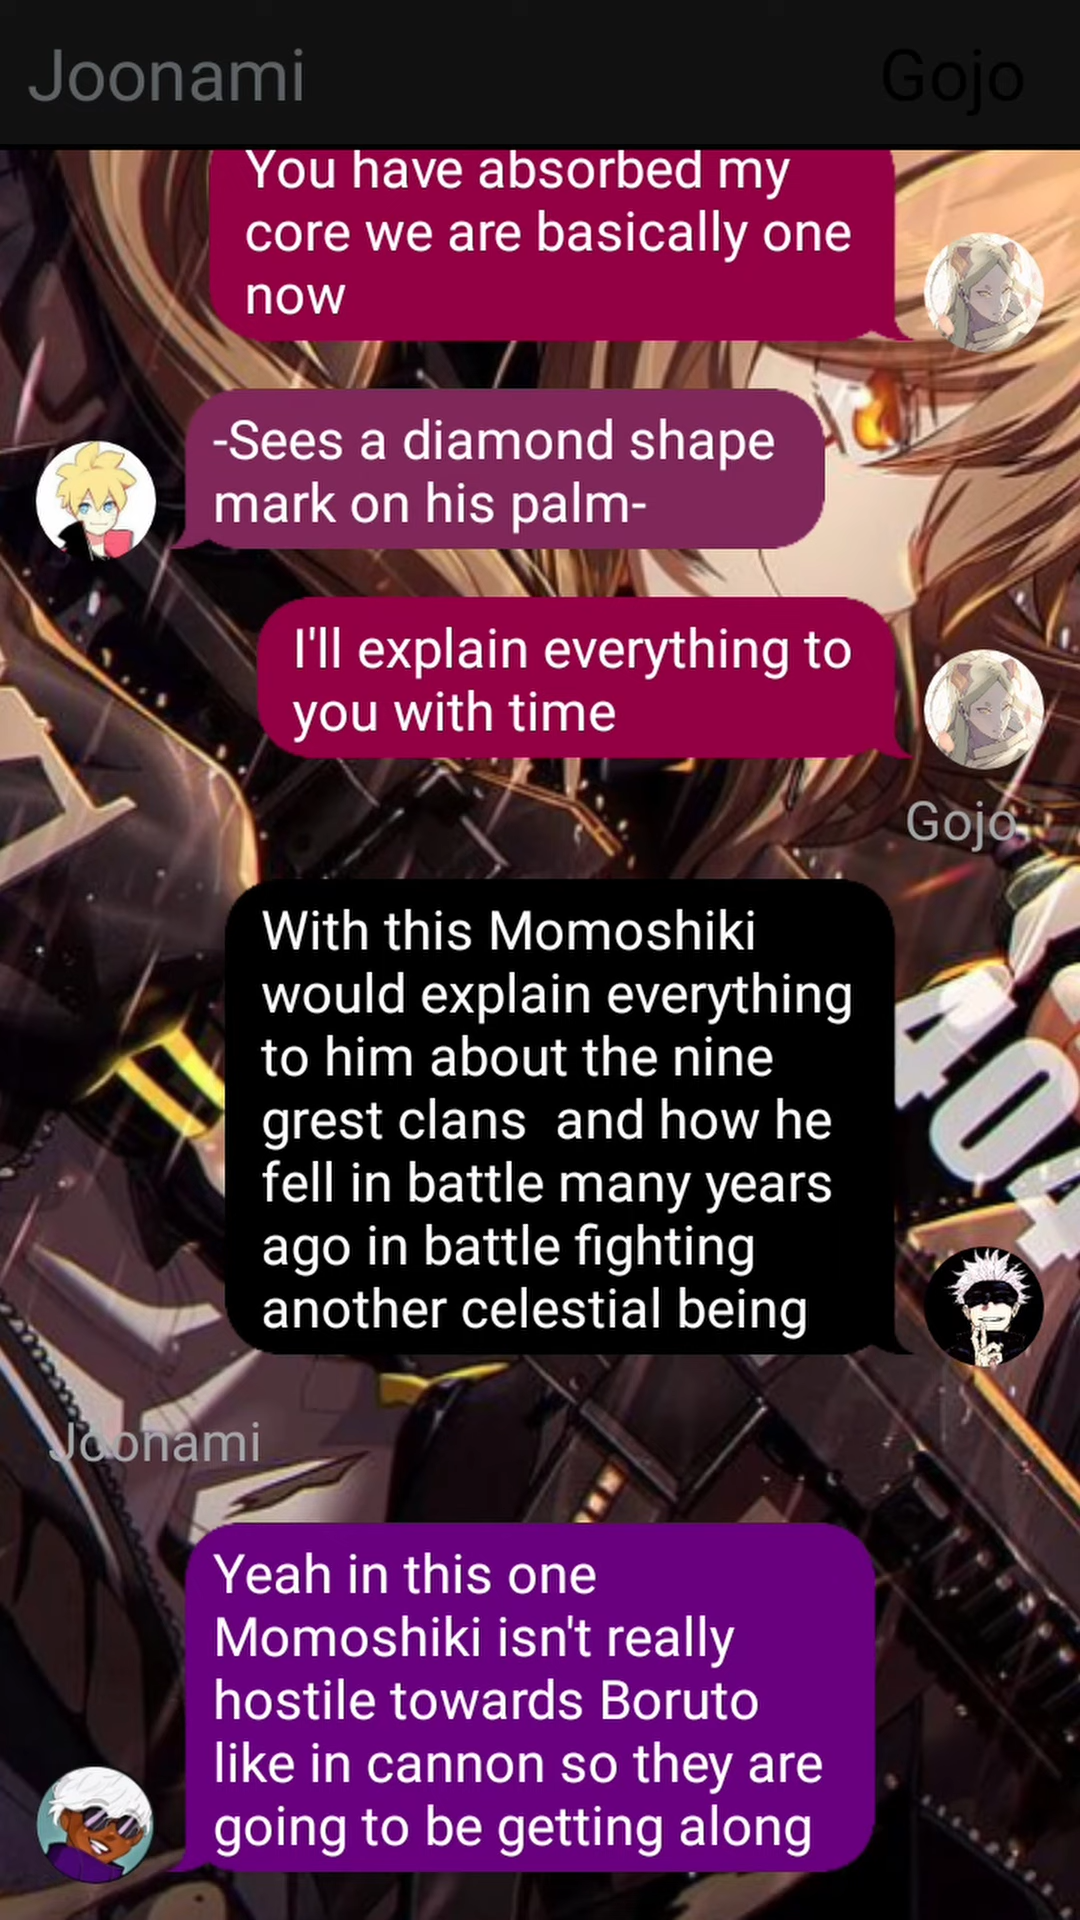 Joonami
Gojo
You have absorbed my
core we are basically one
now
-Sees a diamond shape
mark on his palm-
I'll explain everything to
you with time
Gojo
With this Momoshiki
would explain everything
to him about the nine
grest clans  and how he
fell in battle many years
ago in battle fighting
another celestial being
404
404
Joonami
Yeah in this one
Momoshiki isn't really
hostile towards Boruto
like in cannon so they are
going to be getting along